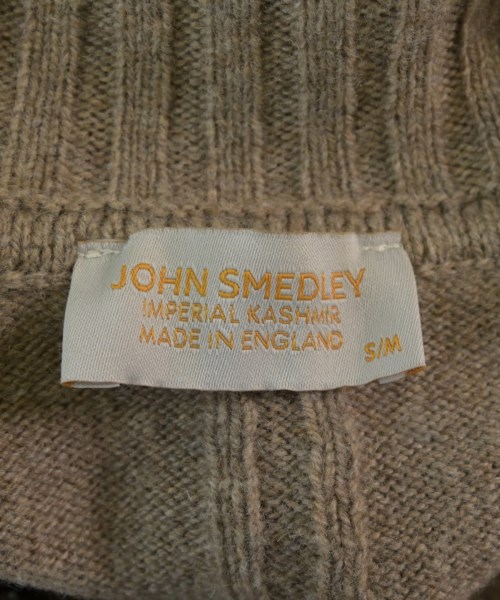 JOHN SMEDLEY
IMPERIAL KASHMIR
MADE IN ENGLAND
S/M